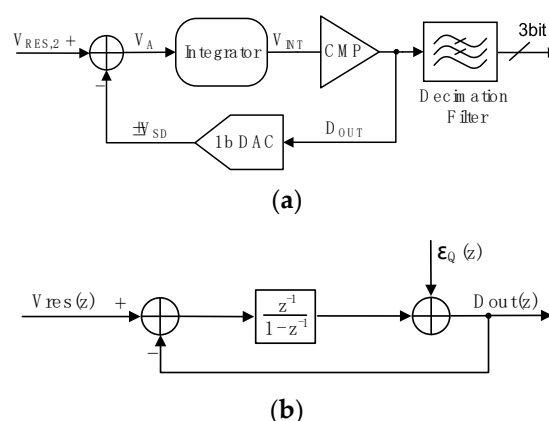 V_RES,2 +
V_A
Integrator
V_INT
CMP
3bit
Decimation
Filter
−
±V_SD
1b DAC
D_OUT
(a)
ε_Q (z)
Vres(z)
+
z⁻¹
1−z⁻¹
Dout(z)
−
(b)